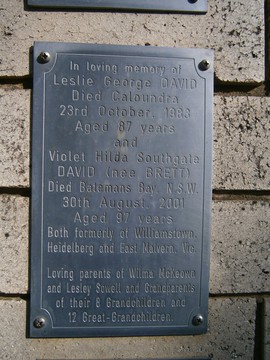 In loving memory of
Leslie George DAVID
Died Caloundra
23rd October, 1983
Aged 87 years
and
Violet Hilda Southgate
DAVID (nee BRETT)
Died Batemans Bay, N.S.W.
30th August 2001
Aged 97 years
Both formerly of Williamstown,
Heidelberg and East Malvern, Vic
Loving parents of Wilma McKeown
and Lesley Sowell and Grandparents
of their 8 Grandchildren and
12 Great-Grandchildren.